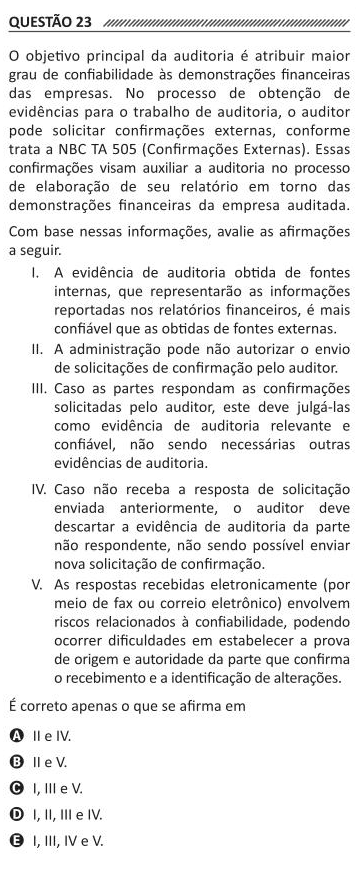 QUESTÃO 23
O objetivo principal da auditoria é atribuir maior
grau de confiabilidade às demonstrações financeiras
das empresas. No processo de obtenção de
evidências para o trabalho de auditoria, o auditor
pode solicitar confirmações externas, conforme
trata a NBC TA 505 (Confirmações Externas). Essas
confirmações visam auxiliar a auditoria no processo
de elaboração de seu relatório em torno das
demonstrações financeiras da empresa auditada.
Com base nessas informações, avalie as afirmações
a seguir.
I. A evidência de auditoria obtida de fontes
internas, que representarão as informações
reportadas nos relatórios financeiros, é mais
confiável que as obtidas de fontes externas.
II. A administração pode não autorizar o envio
de solicitações de confirmação pelo auditor.
III. Caso as partes respondam as confirmações
solicitadas pelo auditor, este deve julgá-las
como evidência de auditoria relevante e
confiável, não sendo necessárias outras
evidências de auditoria.
IV. Caso não receba a resposta de solicitação
enviada anteriormente, o auditor deve
descartar a evidência de auditoria da parte
não respondente, não sendo possível enviar
nova solicitação de confirmação.
V. As respostas recebidas eletronicamente (por
meio de fax ou correio eletrônico) envolvem
riscos relacionados à confiabilidade, podendo
ocorrer dificuldades em estabelecer a prova
de origem e autoridade da parte que confirma
o recebimento e a identificação de alterações.
É correto apenas o que se afirma em
A II e IV.
B II e V.
C I, III e V.
D I, II, III e IV.
E I, III, IV e V.